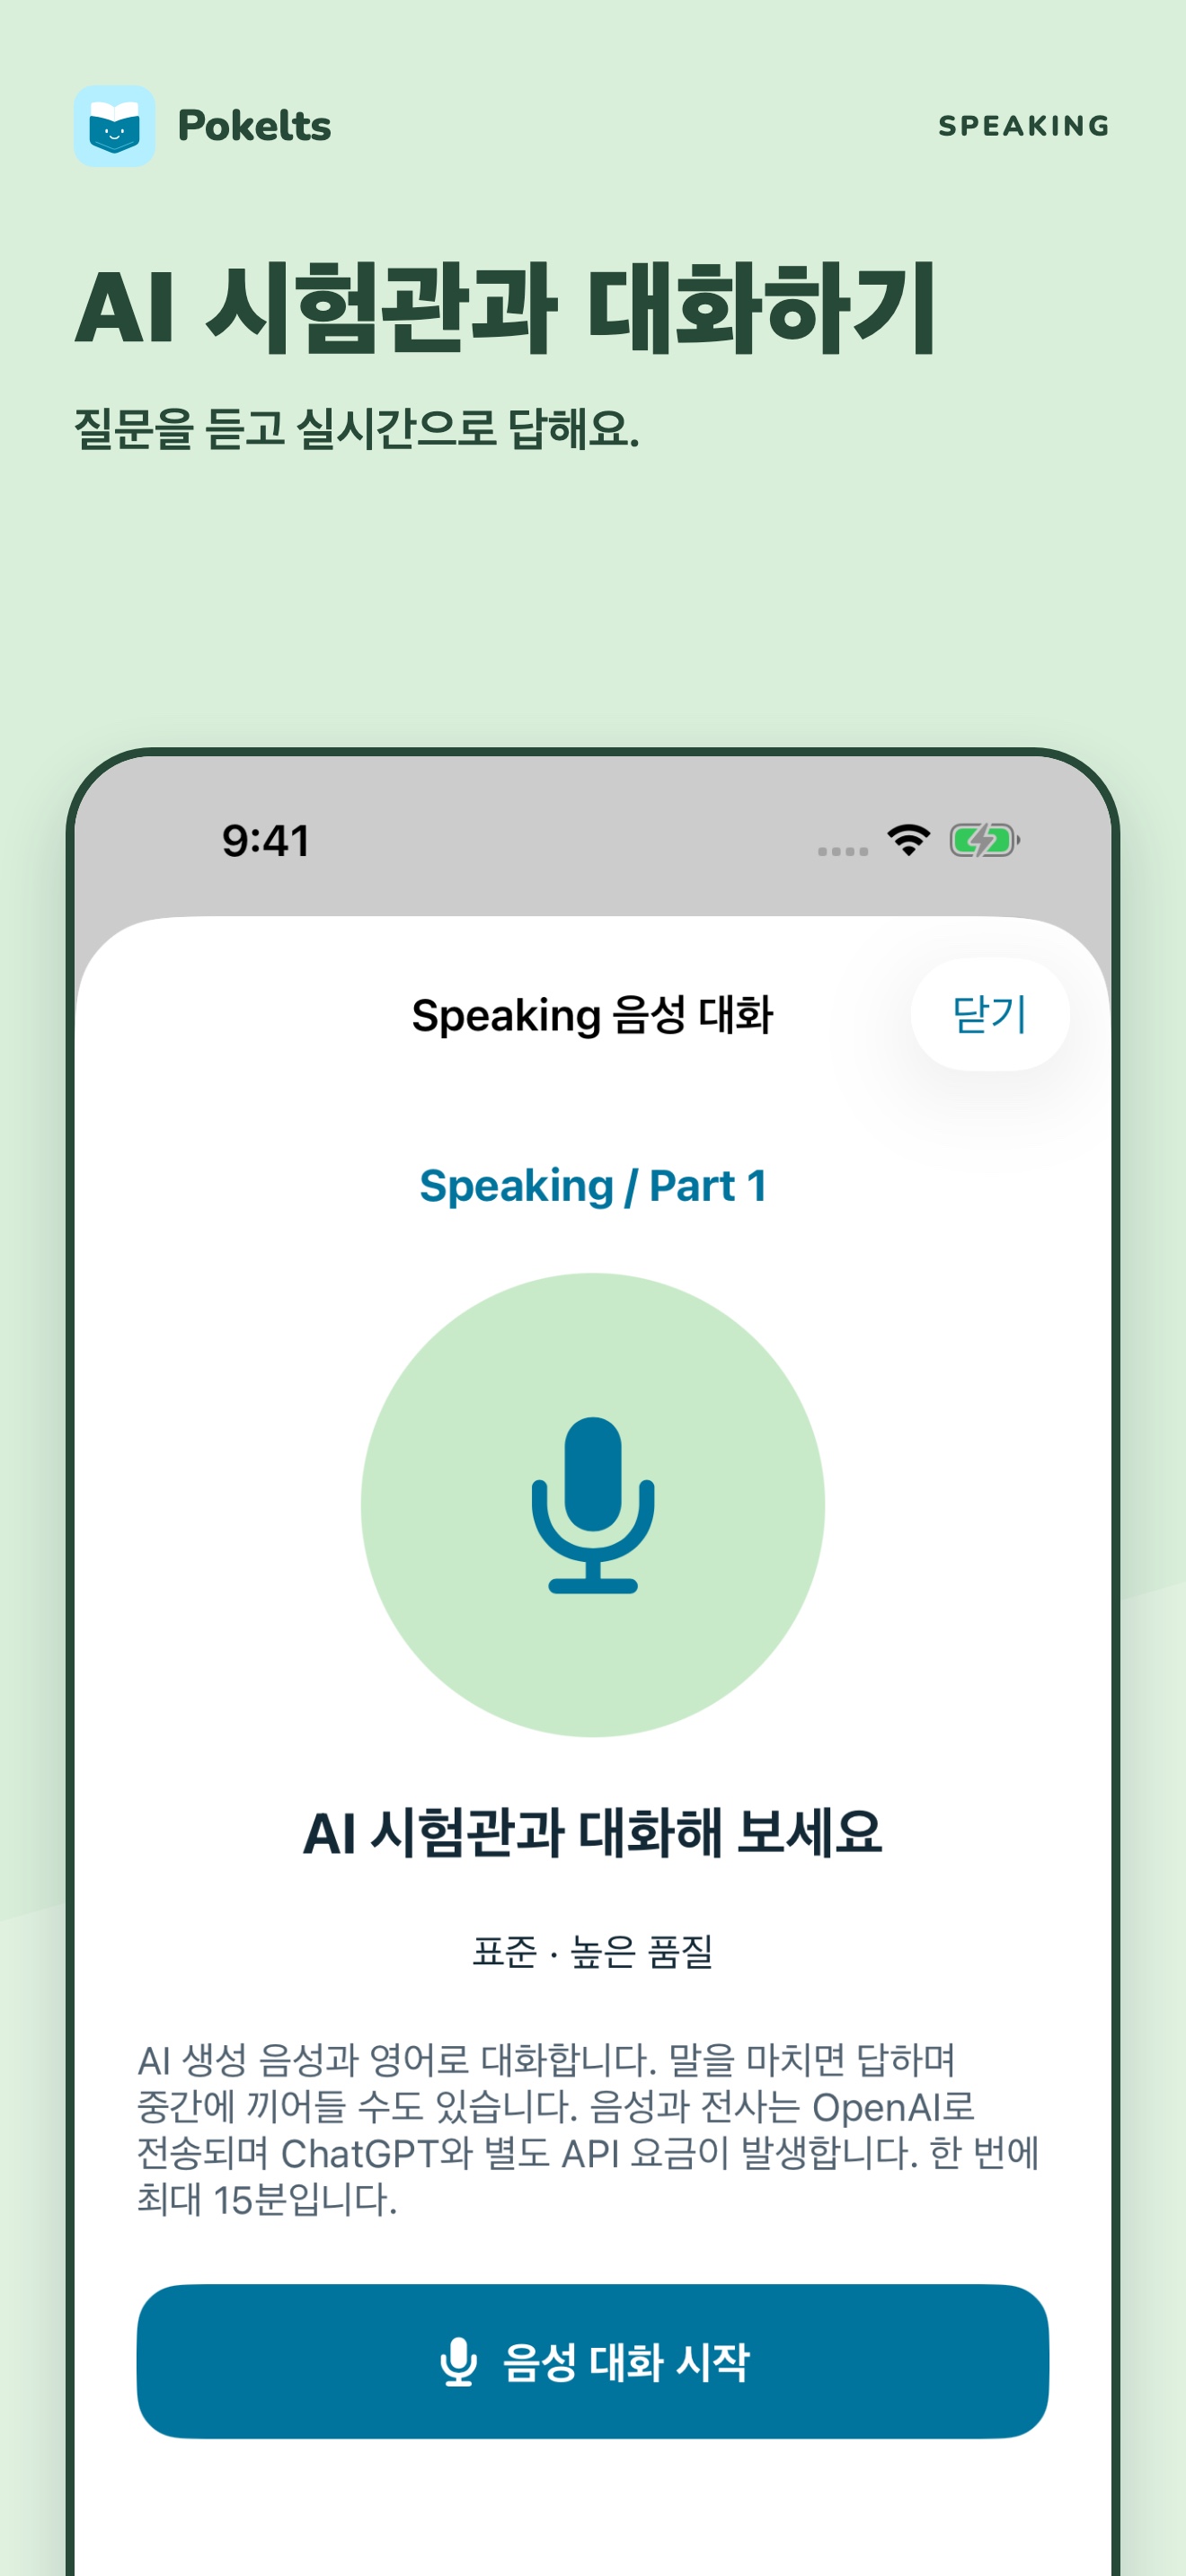 Pokelts
SPEAKING
AI 시험관과 대화하기
질문을 듣고 실시간으로 답해요.
9:41
Speaking 음성 대화
닫기
Speaking / Part 1
AI 시험관과 대화해 보세요
표준 · 높은 품질
AI 생성 음성과 영어로 대화합니다. 말을 마치면 답하며
중간에 끼어들 수도 있습니다. 음성과 전사는 OpenAI로
전송되며 ChatGPT와 별도 API 요금이 발생합니다. 한 번에
최대 15분입니다.
음성 대화 시작